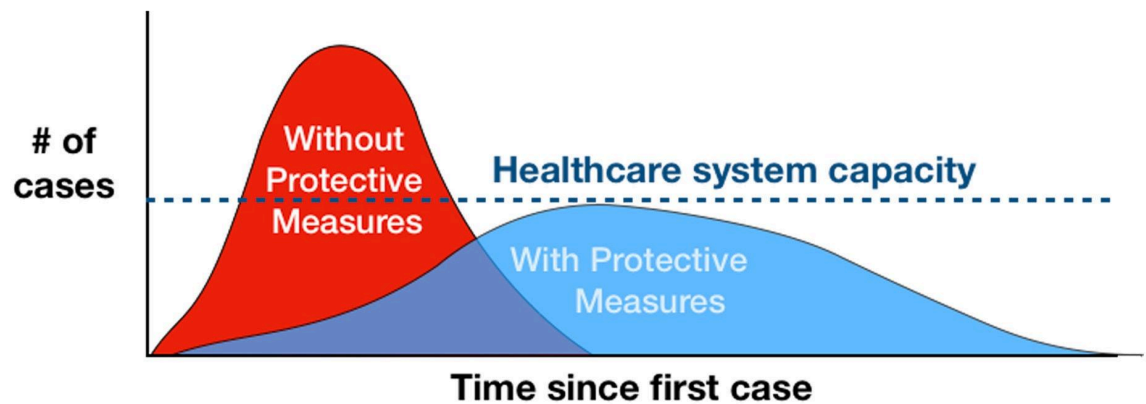 # of
cases
Without
Protective
Measures
Healthcare system capacity
With Protective
Measures
Time since first case